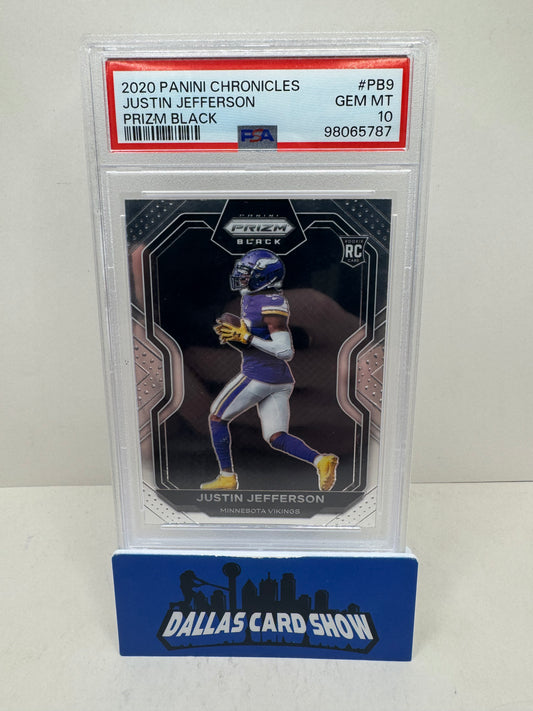 2020 PANINI CHRONICLES #PB9
JUSTIN JEFFERSON GEM MT
PRIZM BLACK 10
PSA 98065787
PANINI
PRIZM
BLACK
ROOKIE
RC
CARD
JUSTIN JEFFERSON
MINNESOTA VIKINGS
DALLAS CARD SHOW